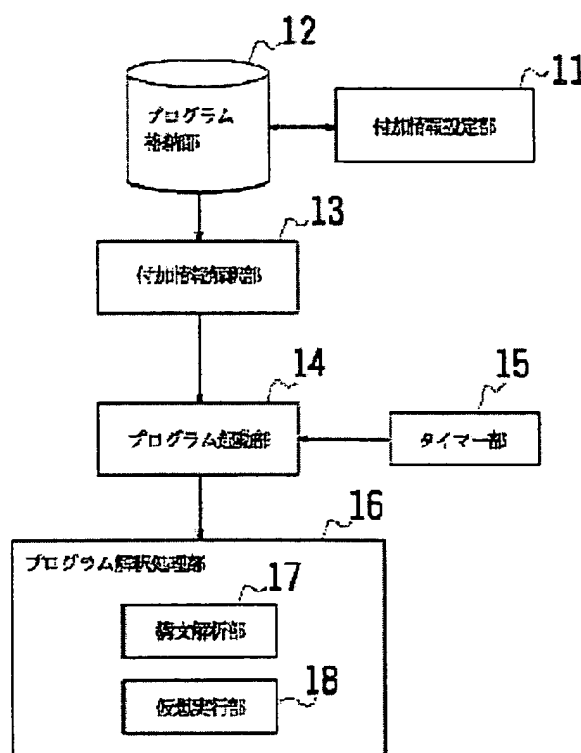 12
プログラム
格納部
11
付加情報設定部
13
付加情報解釈部
14
プログラム起動部
15
タイマー部
16
プログラム解釈処理部
17
構文解析部
18
仮想実行部